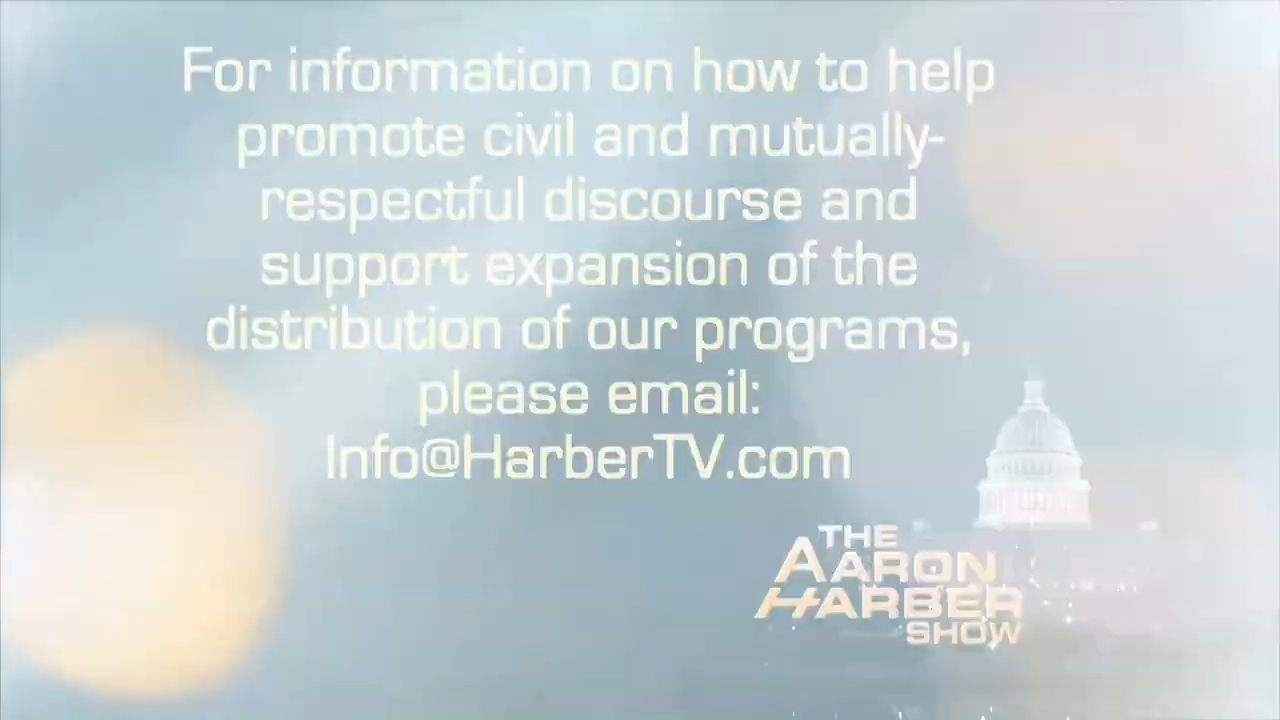 For information on how to help
promote civil and mutually-
respectful discourse and
support expansion of the
distribution of our programs,
please email:
Info@HarberTV.com
THE
AARON
HARBER
SHOW